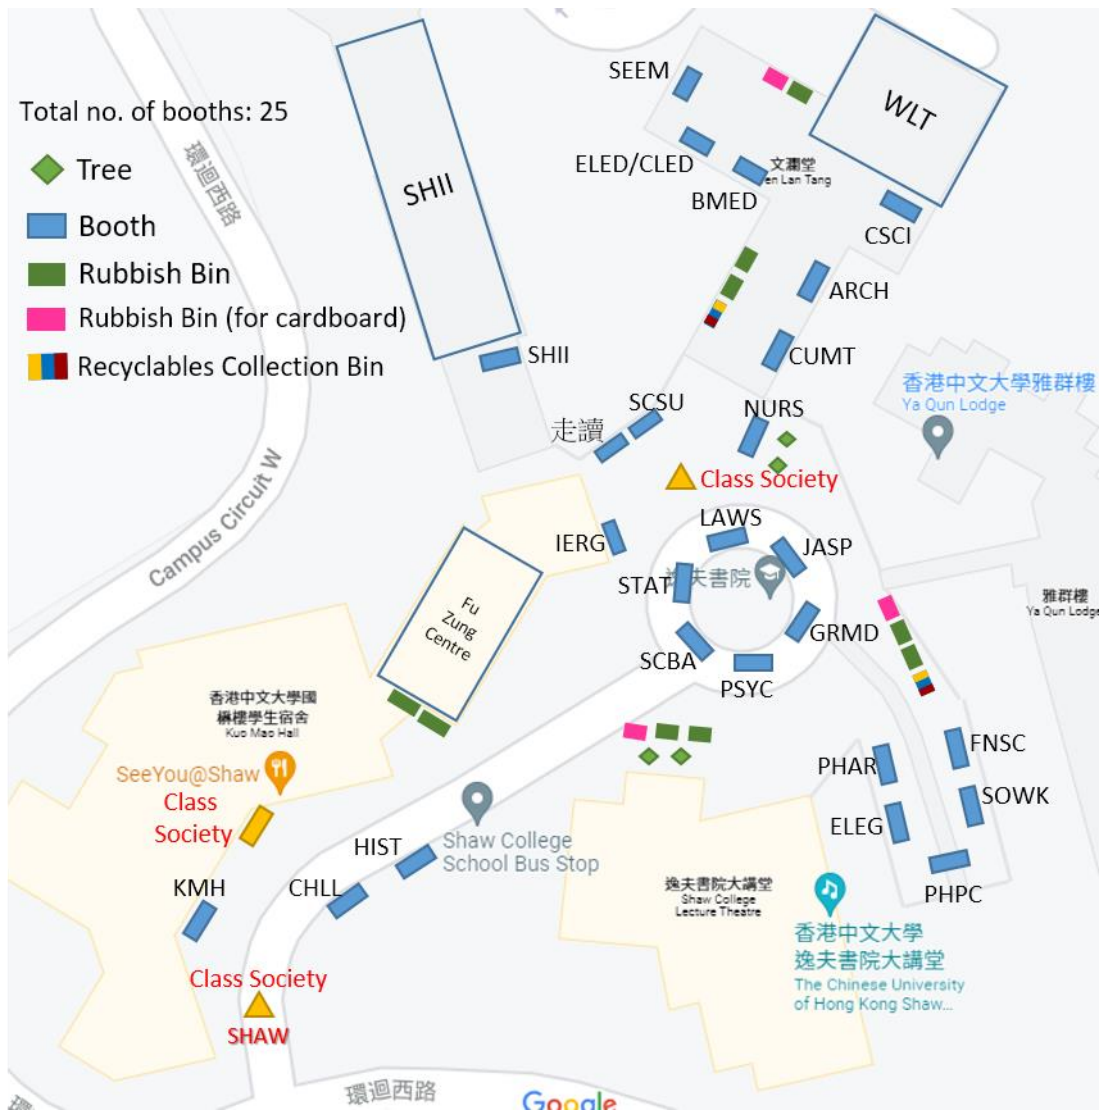 SEEM
WLT
Total no. of booths: 25
環迴西路
Tree
SHII
ELED/CLED
文瀾堂
en Lan Tang
BMED
Booth
CSCI
Rubbish Bin
ARCH
Rubbish Bin (for cardboard)
SHII
CUMT
Recyclables Collection Bin
香港中文大學雅群樓
Ya Qun Lodge
SCSU
NURS
走讀
Class Society
Campus Circuit W
LAWS
IERG
JASP
逸夫書院
STAT
Fu
Zung
Centre
雅群樓
Ya Qun Lodge
GRMD
SCBA
PSYC
香港中文大學國
楙樓學生宿舍
Kuo Mao Hall
FNSC
PHAR
SeeYou@Shaw
SOWK
Class
Society
ELEG
Shaw College
School Bus Stop
HIST
KMH
CHLL
逸夫書院大講堂
Shaw College
Lecture Theatre
PHPC
香港中文大學
逸夫書院大講堂
The Chinese University
of Hong Kong Shaw...
Class Society
SHAW
環迴西路
Google